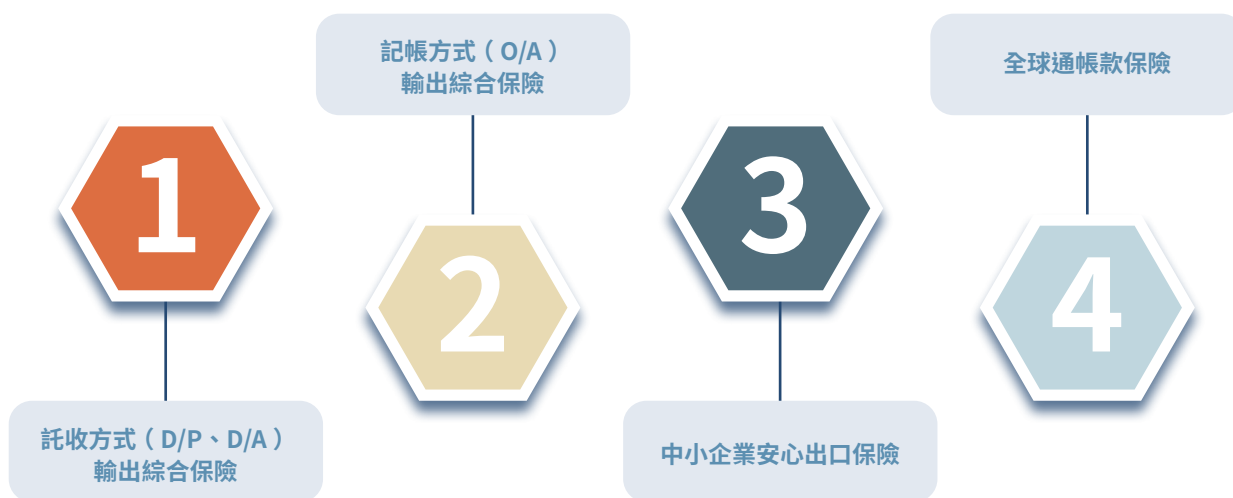 1
託收方式（D/P、D/A）
輸出綜合保險
2
記帳方式（O/A）
輸出綜合保險
3
中小企業安心出口保險
4
全球通帳款保險